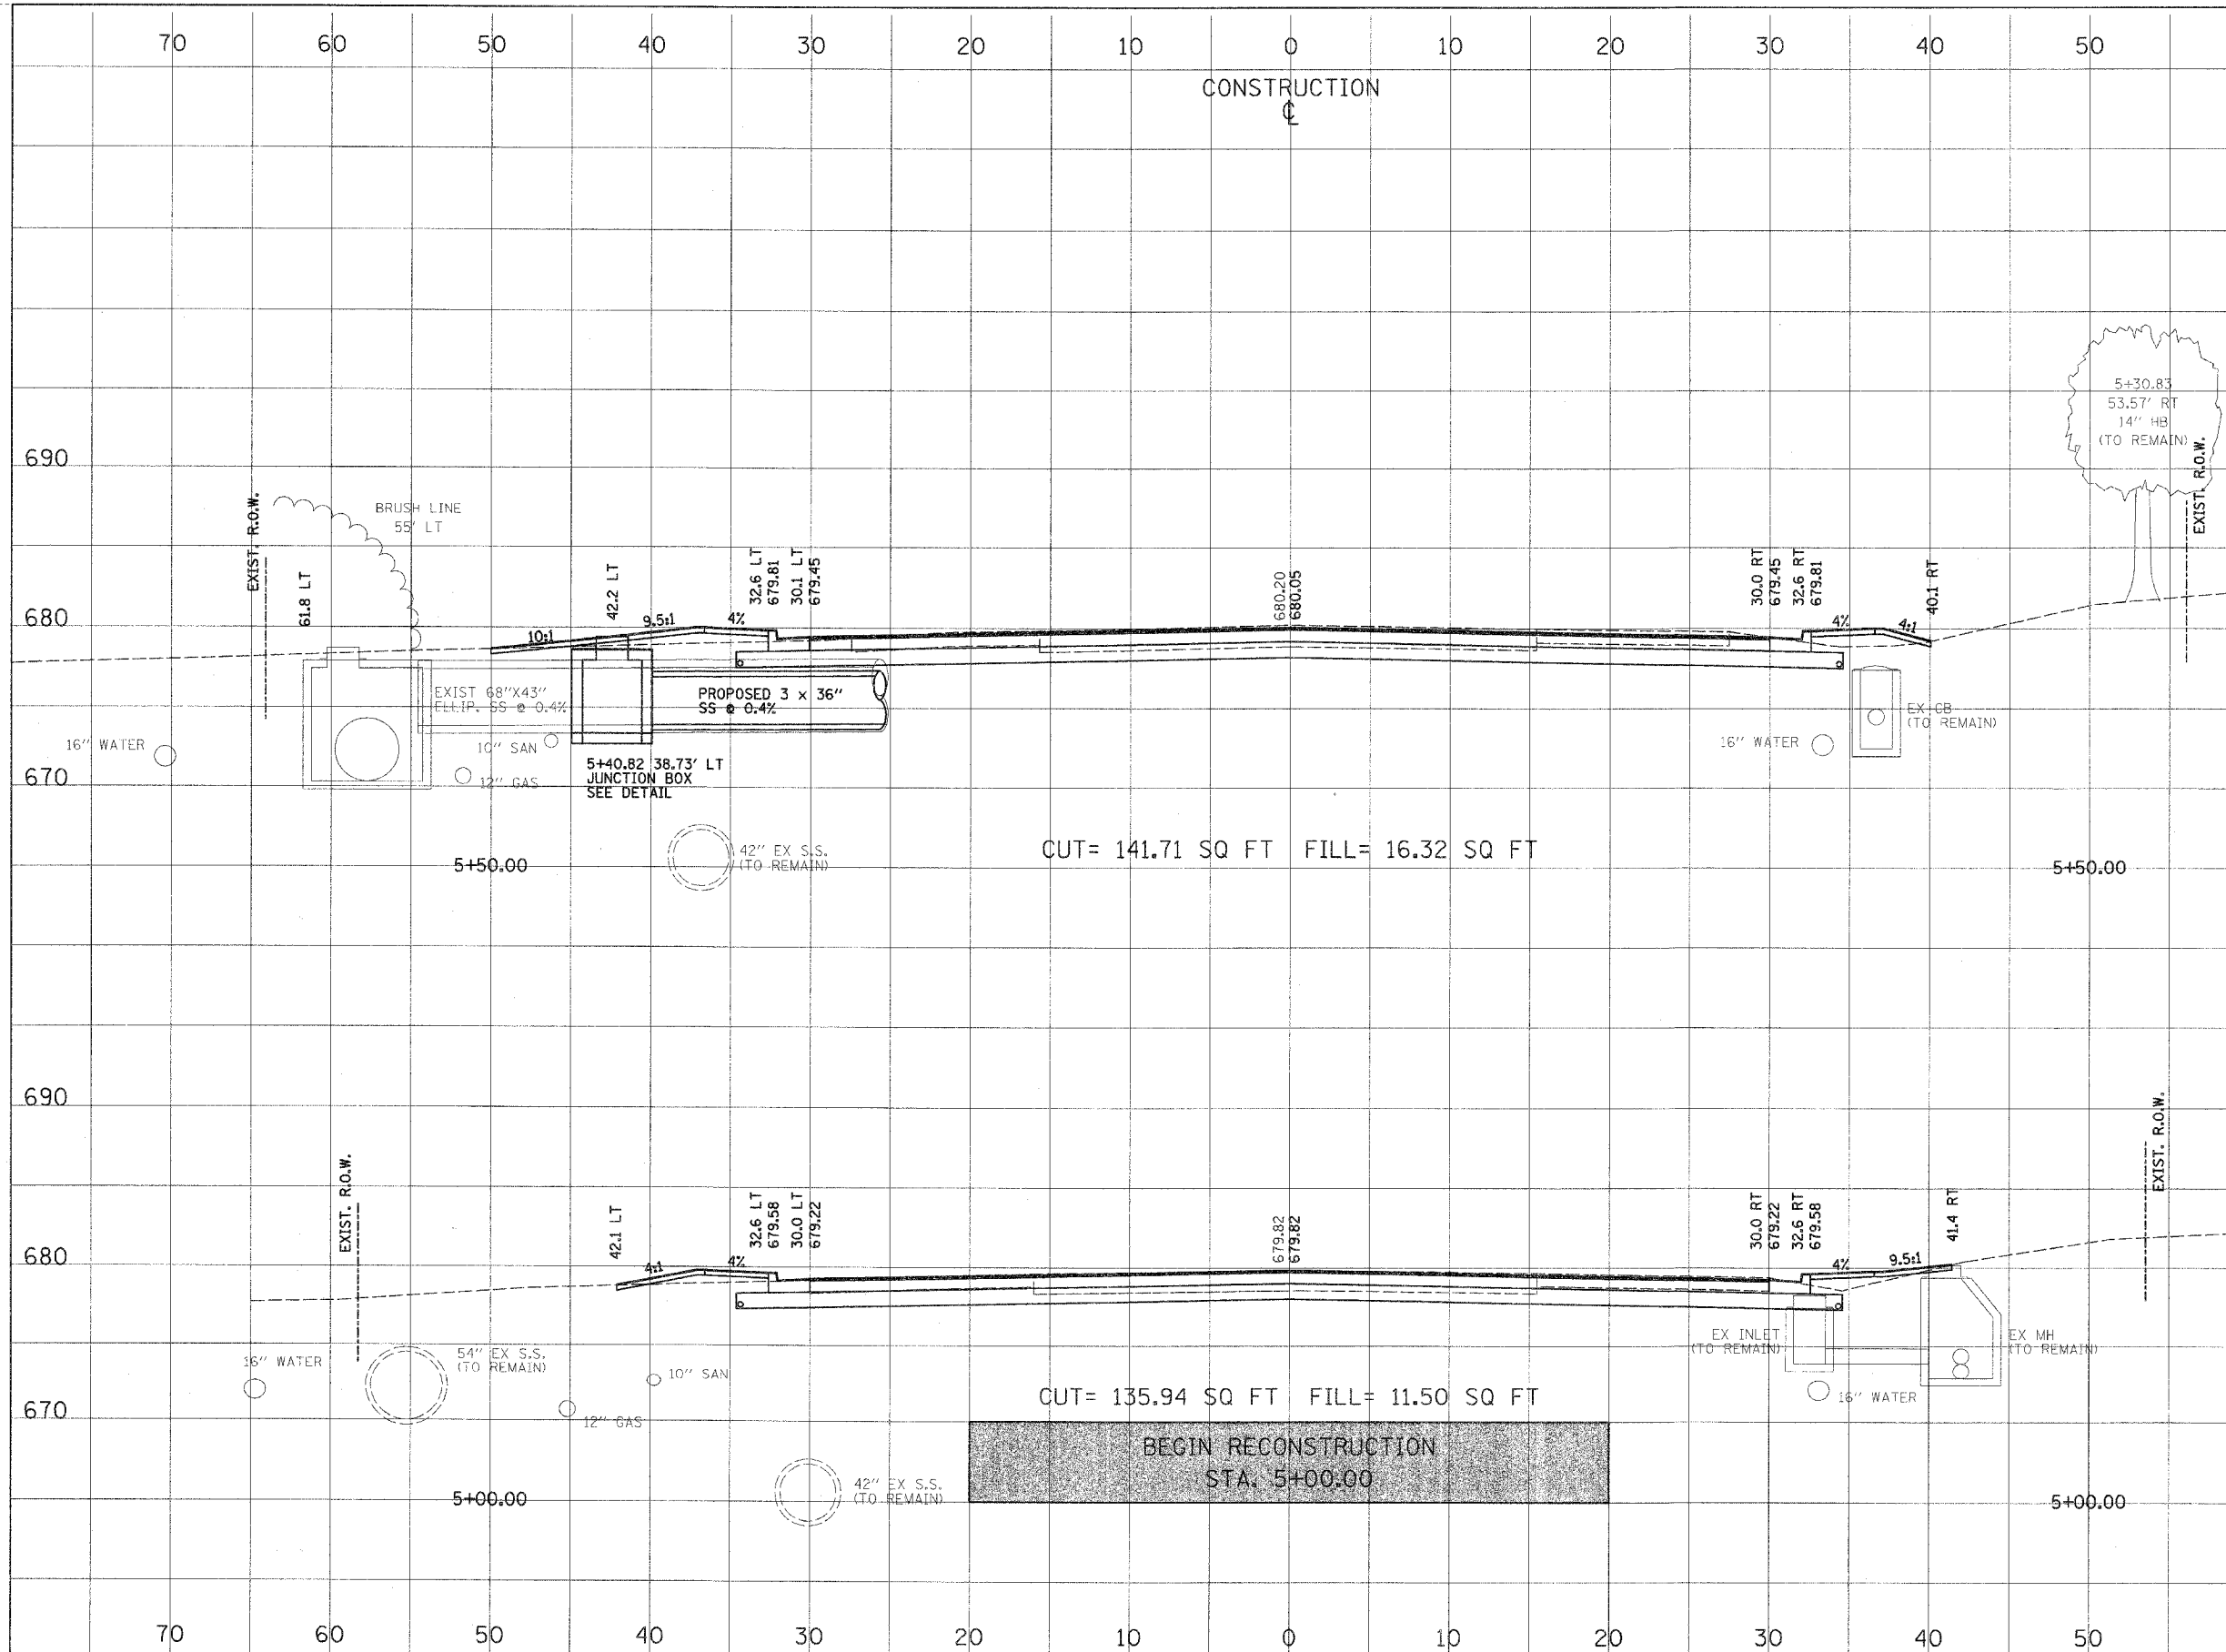 70 60 50 40 30 20 10 0 10 20 30 40 50
CONSTRUCTION
℄
5+30.83
53.57' RT
14" HB
(TO REMAIN)
EXIST. R.O.W.
690
EXIST. R.O.W.
BRUSH LINE
55' LT
61.8 LT
42.2 LT
32.6 LT
679.81
30.1 LT
679.45
680.20
680.05
30.0 RT
679.45
32.6 RT
679.81
40.1 RT
680
10:1
9.5:1
4%
4%
4:1
EXIST 68"X43"
ELLIP. SS @ 0.4%
PROPOSED 3 x 36"
SS @ 0.4%
EX CB
(TO REMAIN)
16" WATER
10" SAN
16" WATER
12" GAS
670
5+40.82 38.73' LT
JUNCTION BOX
SEE DETAIL
42" EX S.S.
(TO REMAIN)
CUT= 141.71 SQ FT FILL= 16.32 SQ FT
5+50.00
5+50.00
690
EXIST. R.O.W.
EXIST. R.O.W.
42.1 LT
32.6 LT
679.58
30.0 LT
679.22
679.82
679.82
30.0 RT
679.22
32.6 RT
679.58
41.4 RT
680
4:1
4%
4%
9.5:1
EX INLET
(TO REMAIN)
EX MH
(TO REMAIN)
16" WATER
54" EX S.S.
(TO REMAIN)
10" SAN
12" GAS
16" WATER
670
CUT= 135.94 SQ FT FILL= 11.50 SQ FT
BEGIN RECONSTRUCTION
STA. 5+00.00
42" EX S.S.
(TO REMAIN)
5+00.00
5+00.00
70 60 50 40 30 20 10 0 10 20 30 40 50